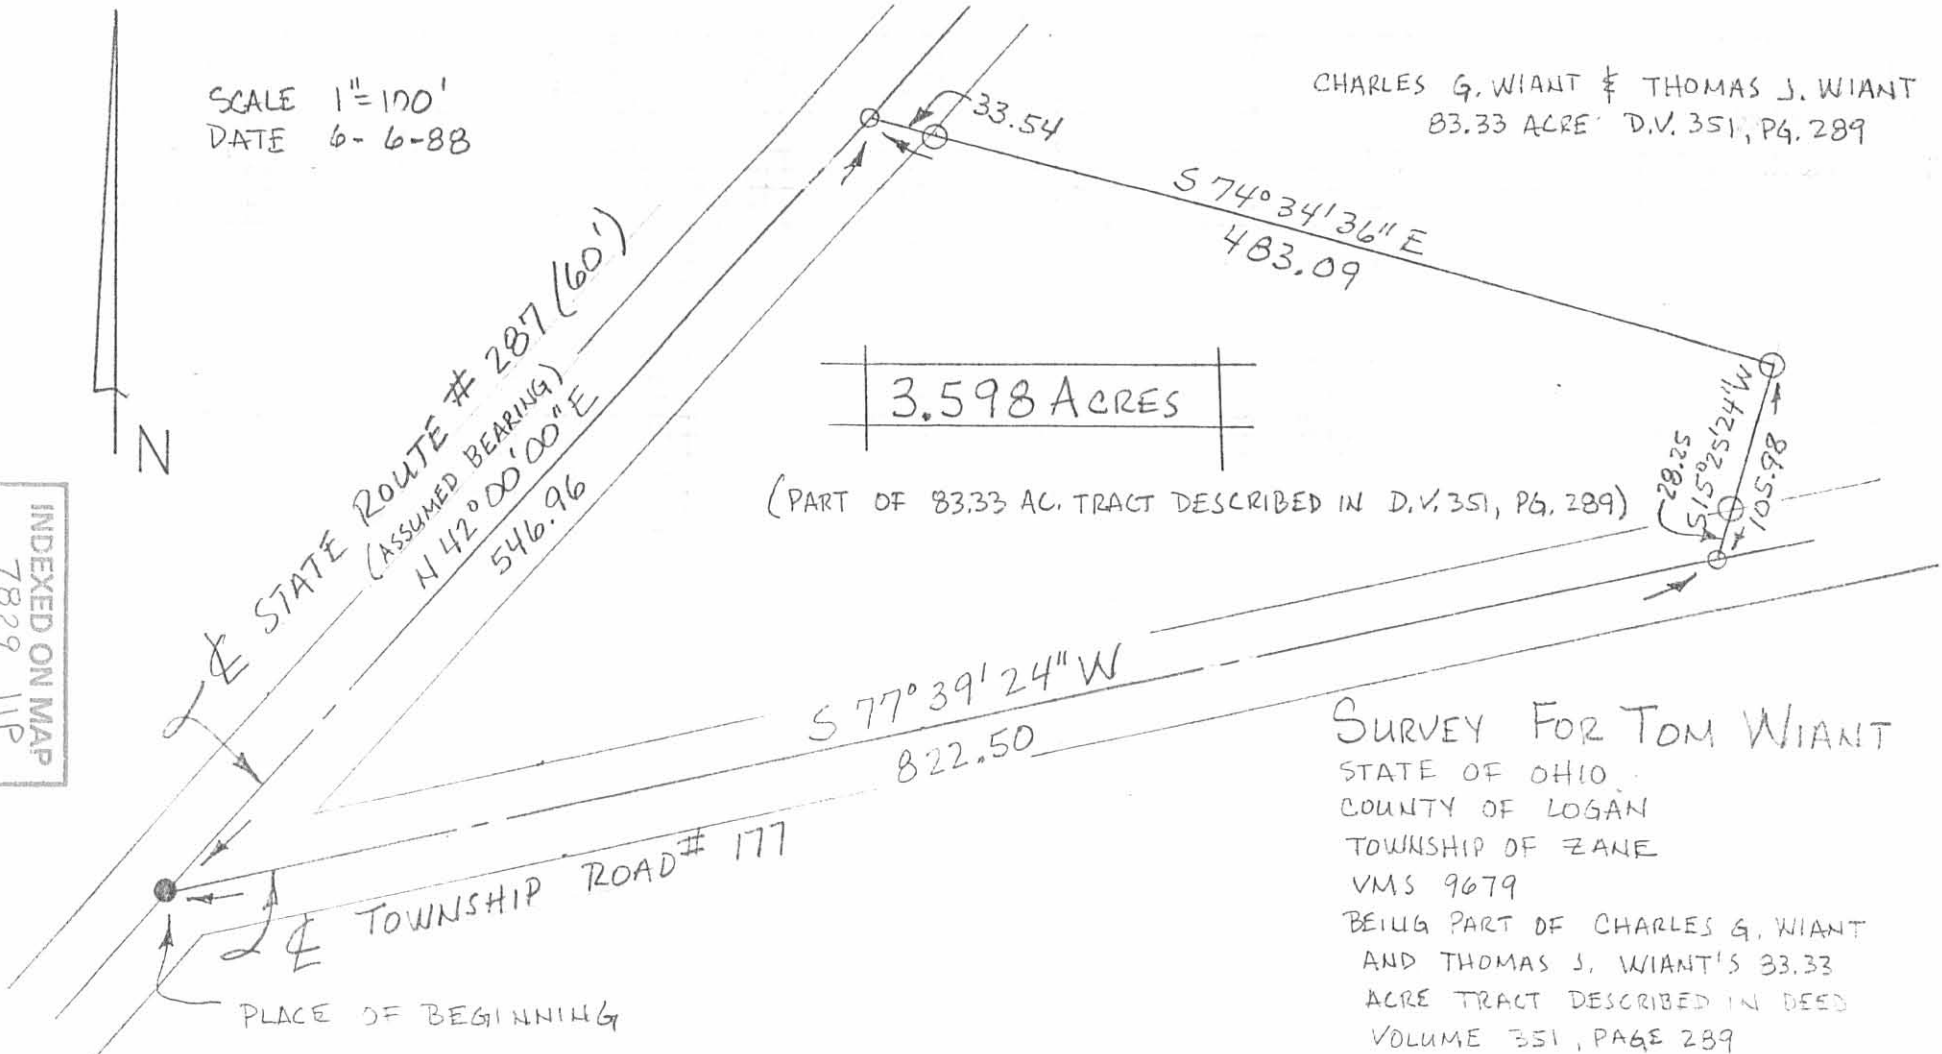 SCALE 1"=100'
DATE 6-6-88
N
CHARLES G. WIANT & THOMAS J. WIANT
83.33 ACRE D.V. 351, PG. 289
33.54
S 74° 34' 36" E
483.09
℄ STATE ROUTE # 287 (60')
(ASSUMED BEARING)
N 42° 00' 00" E
546.96
3.598 ACRES
(PART OF 83.33 AC. TRACT DESCRIBED IN D.V. 351, PG. 289)
28.25
S 15° 25' 24" W
105.98
S 77° 39' 24" W
822.50
℄ TOWNSHIP ROAD # 177
PLACE OF BEGINNING
INDEXED ON MAP
7829
SURVEY FOR TOM WIANT
STATE OF OHIO
COUNTY OF LOGAN
TOWNSHIP OF ZANE
VMS 9679
BEING PART OF CHARLES G. WIANT
AND THOMAS J. WIANT'S 83.33
ACRE TRACT DESCRIBED IN DEED
VOLUME 351, PAGE 289